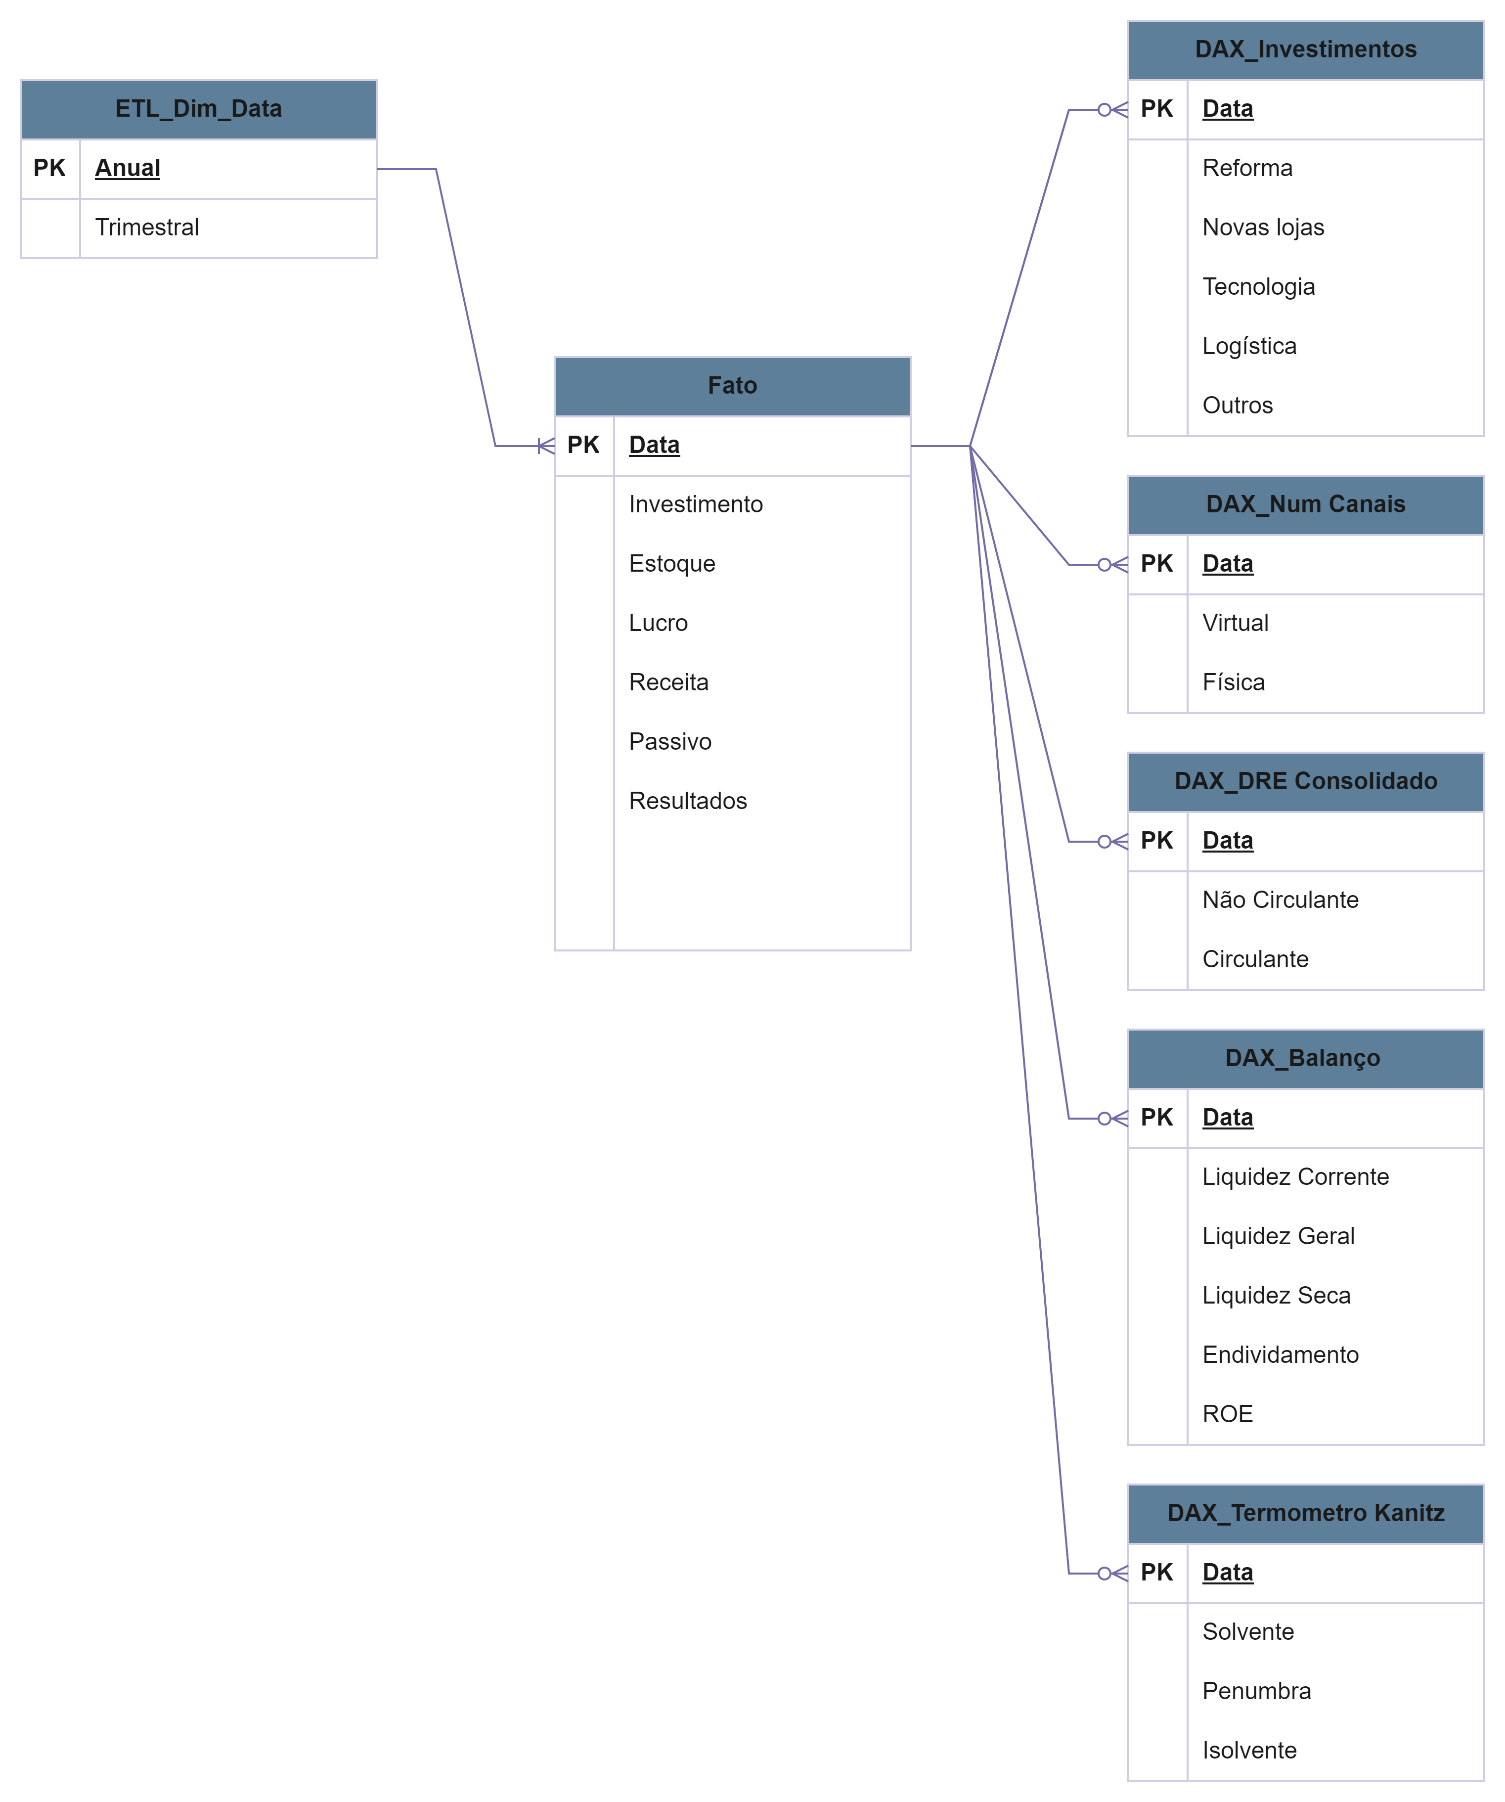 ETL_Dim_Data
PK Anual
Trimestral
Fato
PK Data
Investimento
Estoque
Lucro
Receita
Passivo
Resultados
DAX_Investimentos
PK Data
Reforma
Novas lojas
Tecnologia
Logística
Outros
DAX_Num Canais
PK Data
Virtual
Física
DAX_DRE Consolidado
PK Data
Não Circulante
Circulante
DAX_Balanço
PK Data
Liquidez Corrente
Liquidez Geral
Liquidez Seca
Endividamento
ROE
DAX_Termometro Kanitz
PK Data
Solvente
Penumbra
Isolvente